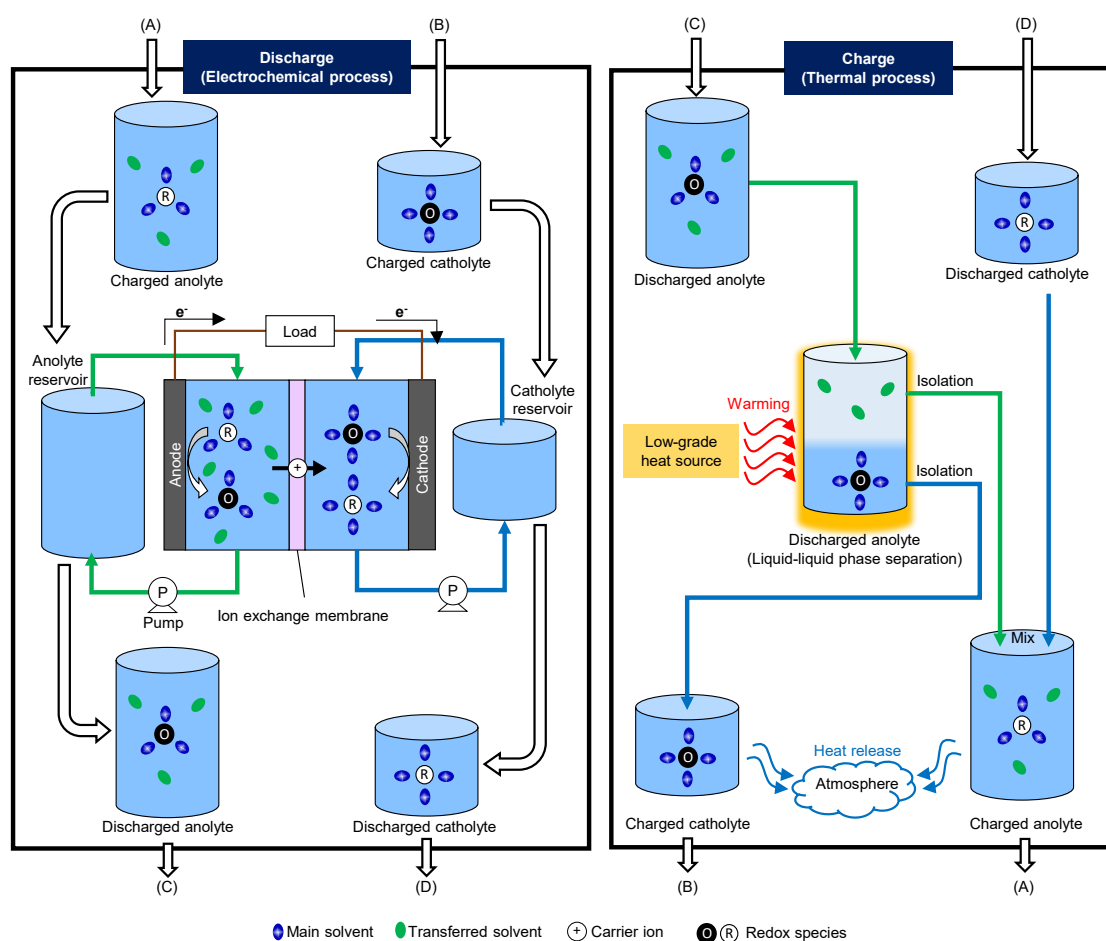 (A)
(B)
Discharge
(Electrochemical process)
R
O
Charged anolyte
Charged catholyte
e-
e-
Load
Anolyte
reservoir
Catholyte
reservoir
Anode
R
O
+
O
R
Cathode
P
Pump
P
Ion exchange membrane
O
R
Discharged anolyte
Discharged catholyte
(C)
(D)
(C)
(D)
Charge
(Thermal process)
O
R
Discharged anolyte
Discharged catholyte
Warming
Low-grade
heat source
Isolation
Isolation
O
Discharged anolyte
(Liquid-liquid phase separation)
Mix
O
R
Heat release
Atmosphere
Charged catholyte
Charged anolyte
(B)
(A)
Main solvent
Transferred solvent
+ Carrier ion
O R Redox species